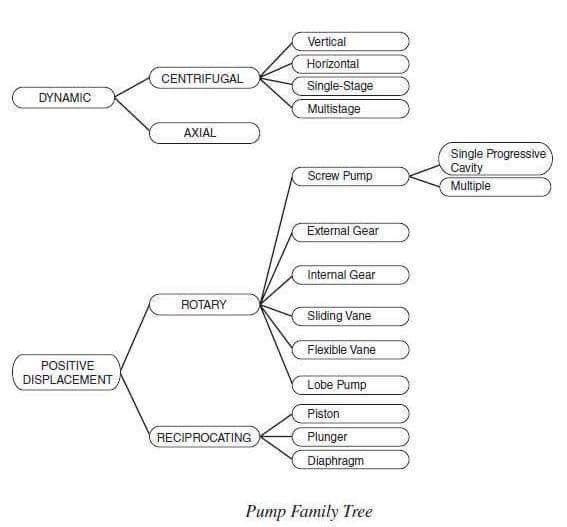 DYNAMIC
CENTRIFUGAL
Vertical
Horizontal
Single-Stage
Multistage
AXIAL
POSITIVE
DISPLACEMENT
ROTARY
Screw Pump
Single Progressive
Cavity
Multiple
External Gear
Internal Gear
Sliding Vane
Flexible Vane
Lobe Pump
RECIPROCATING
Piston
Plunger
Diaphragm
Pump Family Tree